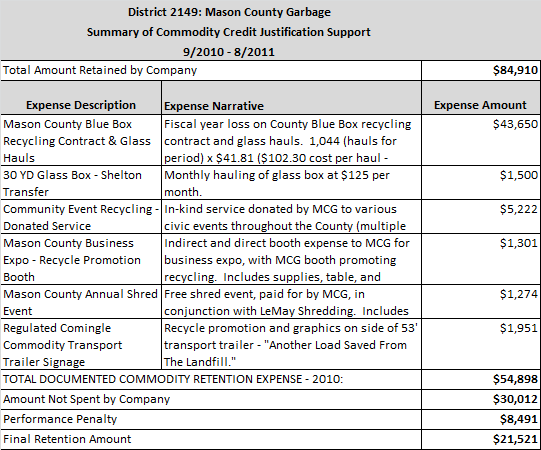 District 2149: Mason County Garbage
Summary of Commodity Credit Justification Support
9/2010 - 8/2011
Total Amount Retained by Company $84,910
Expense Description Expense Narrative Expense Amount
Mason County Blue Box Fiscal year loss on County Blue Box recycling $43,650
Recycling Contract & Glass contract and glass hauls. 1,044 (hauls for
Hauls period) x $41.81 ($102.30 cost per haul -
30 YD Glass Box - Shelton Monthly hauling of glass box at $125 per $1,500
Transfer month.
Community Event Recycling - In-kind service donated by MCG to various $5,222
Donated Service civic events throughout the County (multiple
Mason County Business Indirect and direct booth expense to MCG for $1,301
Expo - Recycle Promotion business expo, with MCG booth promoting
Booth recycling. Includes supplies, table, and
Mason County Annual Shred Free shred event, paid for by MCG, in $1,274
Event conjunction with LeMay Shredding. Includes
Regulated Comingle Recycle promotion and graphics on side of 53' $1,951
Commodity Transport transport trailer - "Another Load Saved From
Trailer Signage The Landfill."
TOTAL DOCUMENTED COMMODITY RETENTION EXPENSE - 2010: $54,898
Amount Not Spent by Company $30,012
Performance Penalty $8,491
Final Retention Amount $21,521